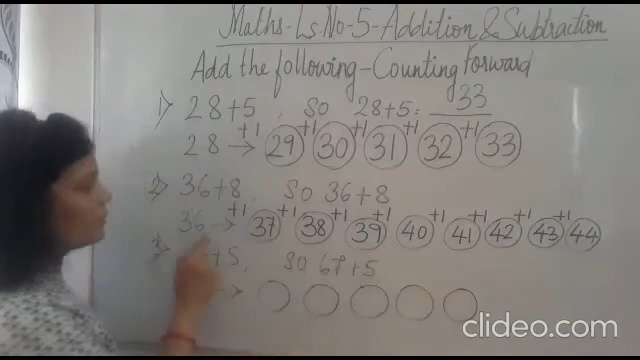 Maths-Ls.No-5-Addition & Subtraction
Add the following-Counting Forward
1) 28+5. So 28+5= 33
28 → +1 29 +1 30 +1 31 +1 32 +1 33
2) 36+8. So 36+8
36 → +1 37 +1 38 +1 39 +1 40 +1 41 +1 42 +1 43 +1 44
3) +5. So 67+5
→
clideo.com